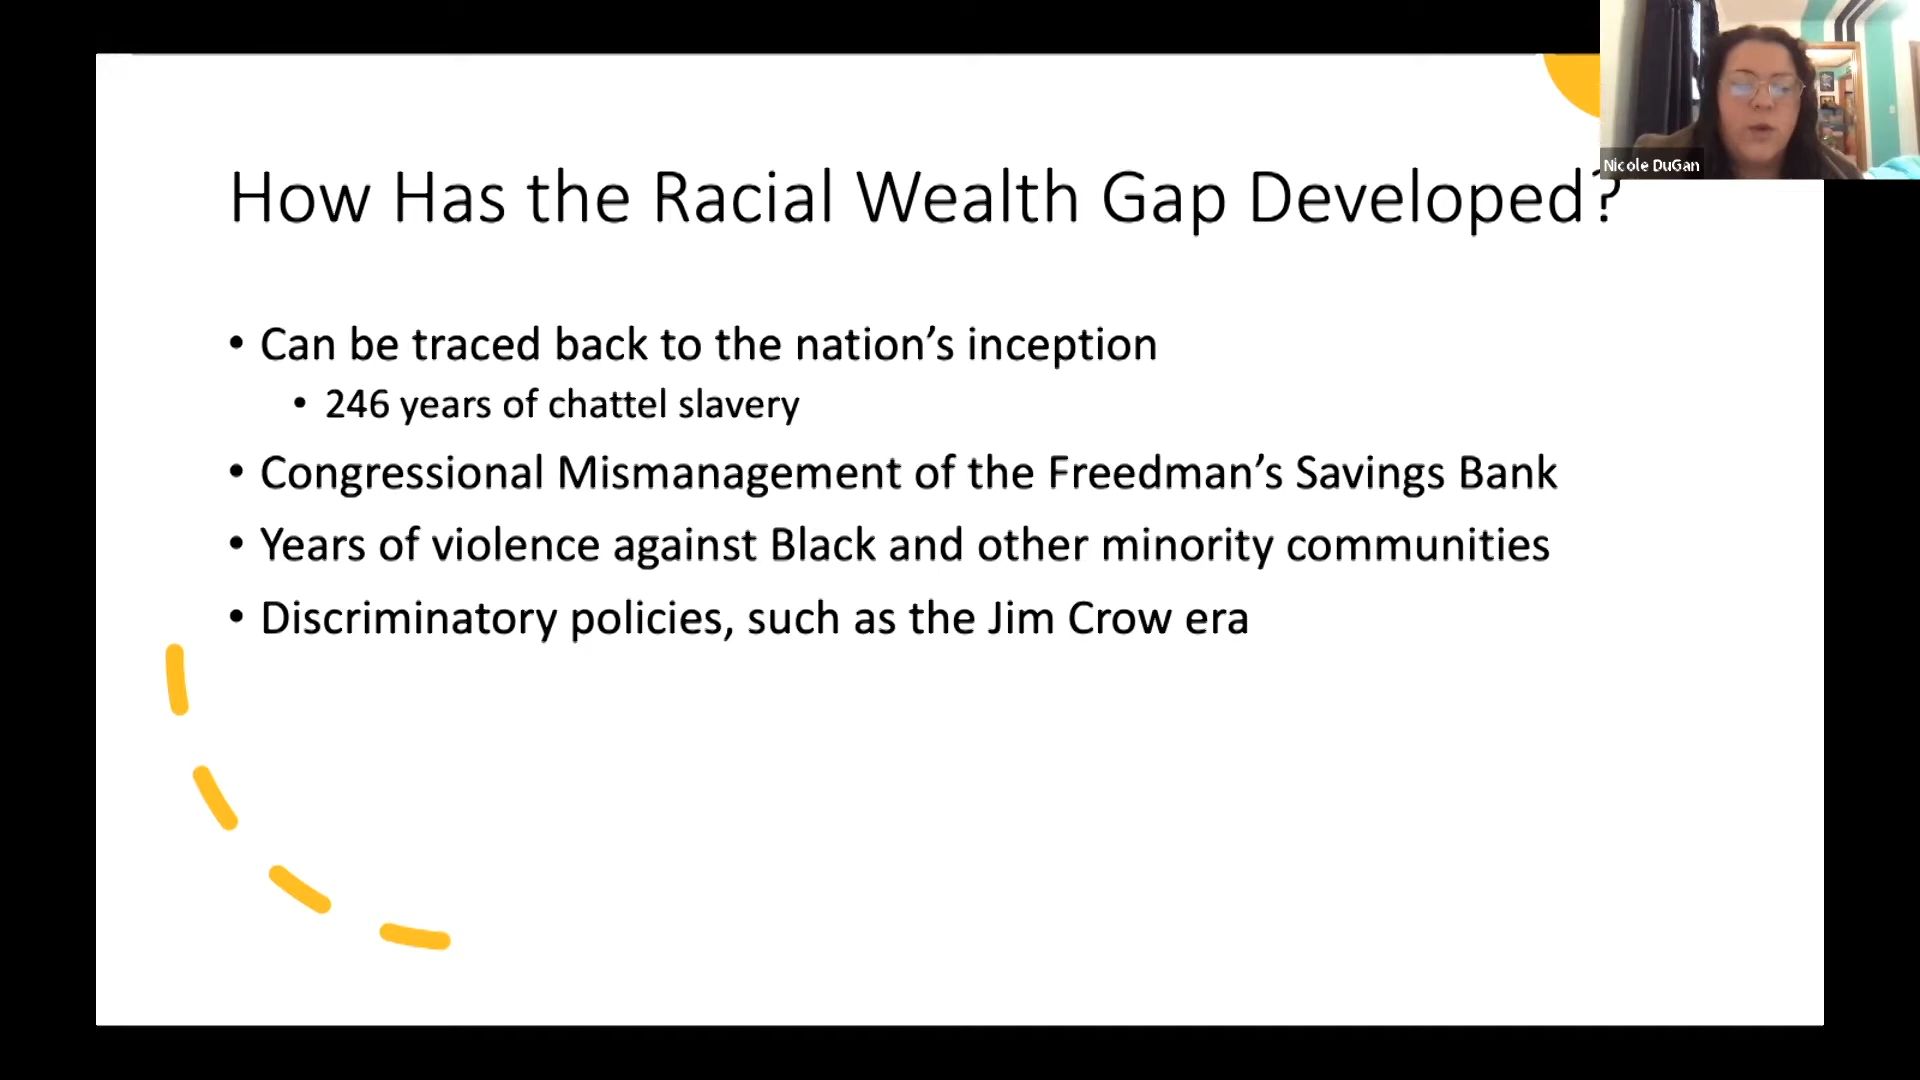 Nicole DuGan
How Has the Racial Wealth Gap Developed?
• Can be traced back to the nation’s inception
• 246 years of chattel slavery
• Congressional Mismanagement of the Freedman’s Savings Bank
• Years of violence against Black and other minority communities
• Discriminatory policies, such as the Jim Crow era